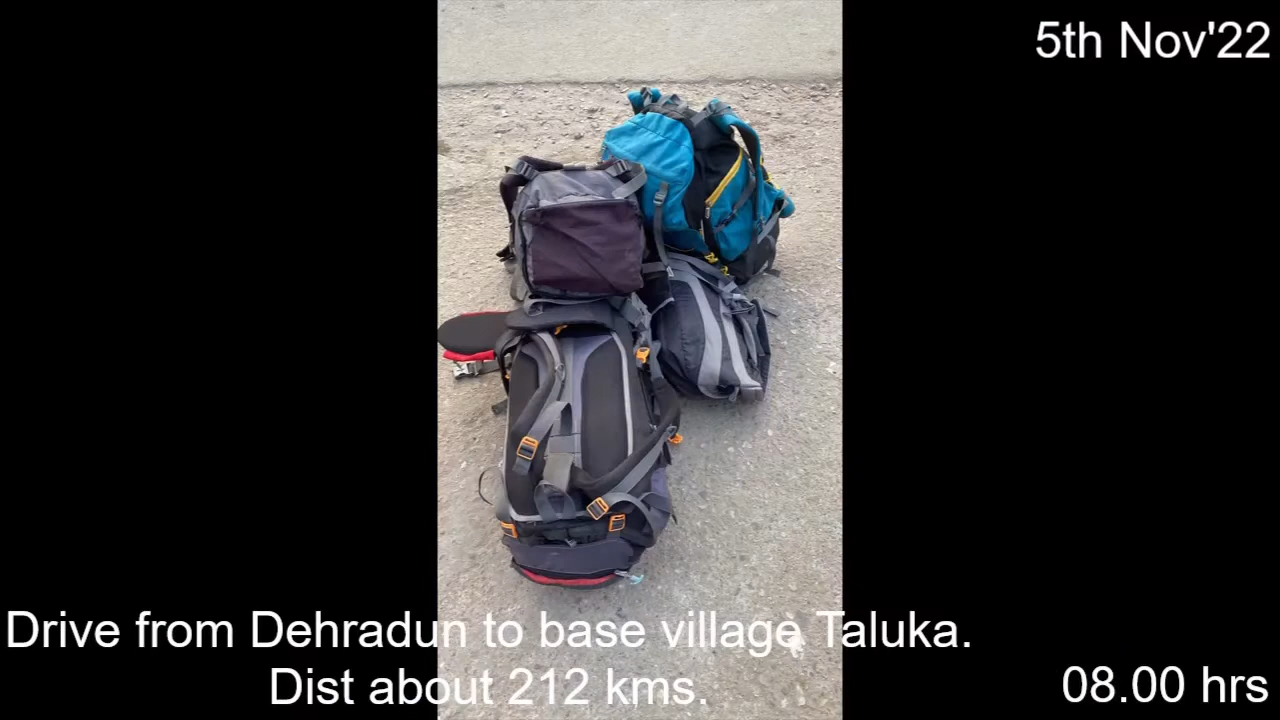 5th Nov'22
Drive from Dehradun to base village Taluka.
Dist about 212 kms.
08.00 hrs